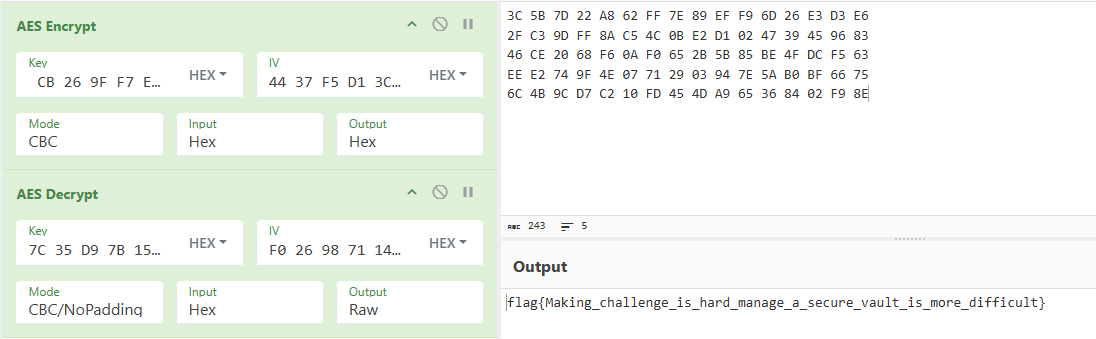 AES Encrypt
Key
CB 26 9F F7 E...
HEX
IV
44 37 F5 D1 3C...
HEX
Mode
CBC
Input
Hex
Output
Hex
AES Decrypt
Key
7C 35 D9 7B 15...
HEX
IV
F0 26 98 71 14...
HEX
Mode
CBC/NoPadding
Input
Hex
Output
Raw
3C 5B 7D 22 A8 62 FF 7E 89 EF F9 6D 26 E3 D3 E6
2F C3 9D FF 8A C5 4C 0B E2 D1 02 47 39 45 96 83
46 CE 20 68 F6 0A F0 65 2B 5B 85 BE 4F DC F5 63
EE E2 74 9F 4E 07 71 29 03 94 7E 5A B0 BF 66 75
6C 4B 9C D7 C2 10 FD 45 4D A9 65 36 84 02 F9 8E
ABC 243 5
Output
flag{Making_challenge_is_hard_manage_a_secure_vault_is_more_difficult}